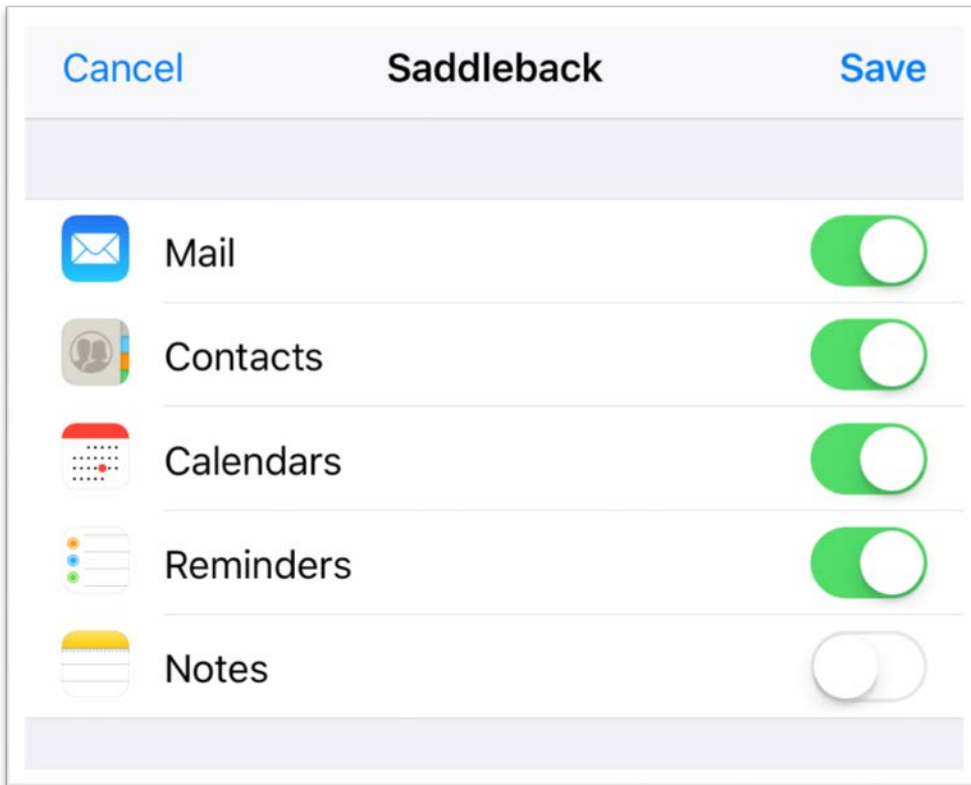 Cancel Saddleback Save
Mail
Contacts
Calendars
Reminders
Notes